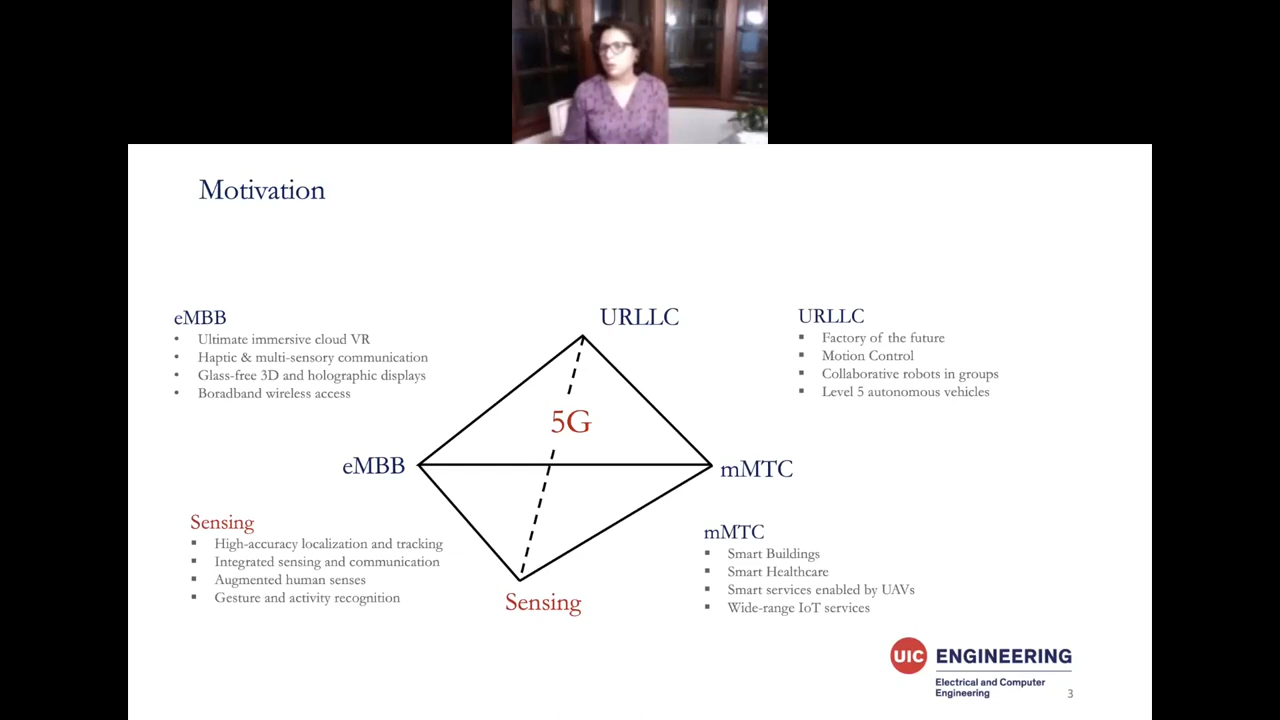 Motivation
eMBB
• Ultimate immersive cloud VR
• Haptic & multi-sensory communication
• Glass-free 3D and holographic displays
• Boradband wireless access
URLLC
▪ Factory of the future
▪ Motion Control
▪ Collaborative robots in groups
▪ Level 5 autonomous vehicles
URLLC
5G
eMBB
mMTC
Sensing
Sensing
▪ High-accuracy localization and tracking
▪ Integrated sensing and communication
▪ Augmented human senses
▪ Gesture and activity recognition
mMTC
▪ Smart Buildings
▪ Smart Healthcare
▪ Smart services enabled by UAVs
▪ Wide-range IoT services
UIC ENGINEERING
Electrical and Computer
Engineering
3